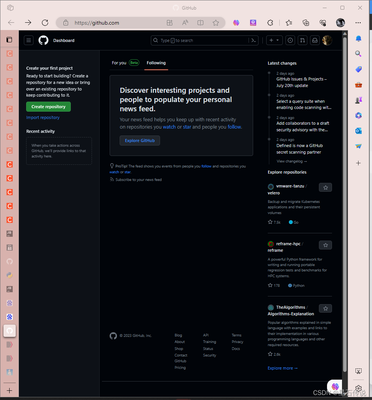 GitHub
https://github.com
Dashboard
Type / to search
Create your first project
Ready to start building? Create a
repository for a new idea or bring
over an existing repository to
keep contributing to it.
Create repository
Import repository
Recent activity
When you take actions across
GitHub, we'll provide links to that
activity here.
For you Beta Following
Discover interesting projects and
people to populate your personal
news feed.
Your news feed helps you keep up with recent activity
on repositories you watch or star and people you follow.
Explore GitHub
ProTip! The feed shows you events from people you follow and repositories you
watch or star.
Subscribe to your news feed
© 2023 GitHub, Inc.
Blog
About
Shop
Contact
GitHub
Pricing
API
Training
Status
Security
Terms
Privacy
Docs
Latest changes
2 days ago
GitHub Issues & Projects –
July 20th update
2 days ago
Select a query suite when
enabling code scanning wi...
2 days ago
Add collaborators to a draft
security advisory with the...
2 days ago
Defined is now a GitHub
secret scanning partner
View changelog →
Explore repositories
vmware-tanzu /
velero
Backup and migrate Kubernetes
applications and their persistent
volumes
Go
reframe-hpc /
reframe
A powerful Python framework for
writing and running portable
regression tests and benchmarks for
HPC systems.
Python
TheAlgorithms /
Algorithms-Explanation
Popular algorithms explained in simple
language with examples and links to
their implementation in various
programming languages and other
required resources.
Explore more →